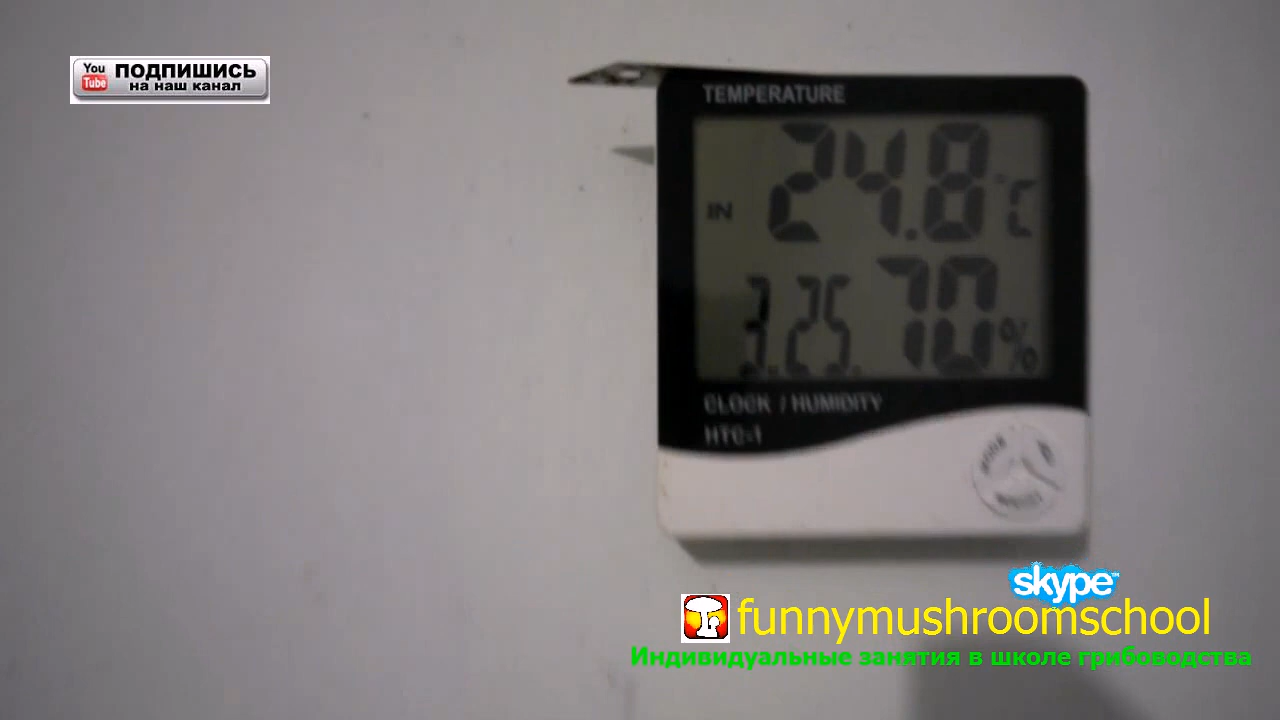 You Tube
ПОДПИШИСЬ
на наш канал
TEMPERATURE
IN 24.8 °C
3.25. 70 %
CLOCK / HUMIDITY
HTC-1
skype™
funnymushroomschool
Индивидуальные занятия в школе грибоводства